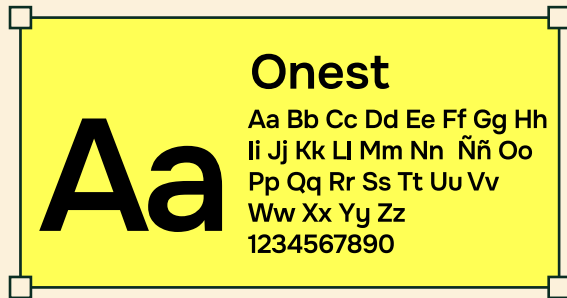 Aa
Onest
Aa Bb Cc Dd Ee Ff Gg Hh
Ii Jj Kk Ll Mm Nn Ññ Oo
Pp Qq Rr Ss Tt Uu Vv
Ww Xx Yy Zz
1234567890